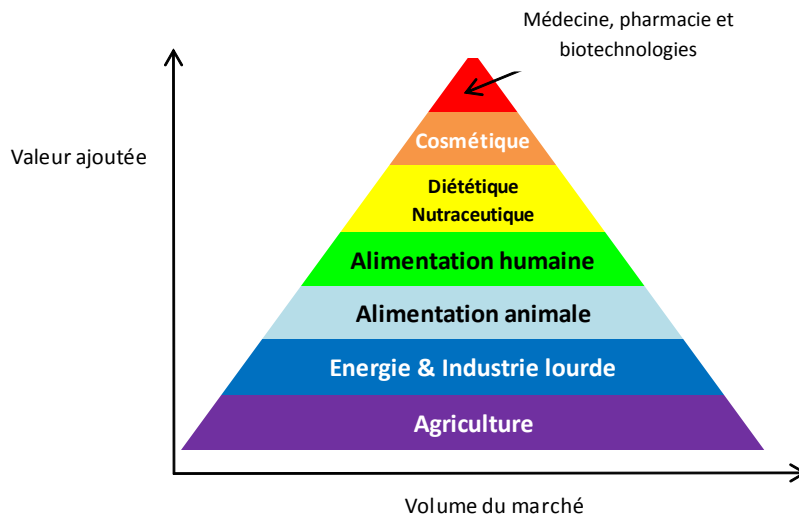 Médecine, pharmacie et
biotechnologies
Valeur ajoutée
Cosmétique
Diététique
Nutraceutique
Alimentation humaine
Alimentation animale
Energie & Industrie lourde
Agriculture
Volume du marché